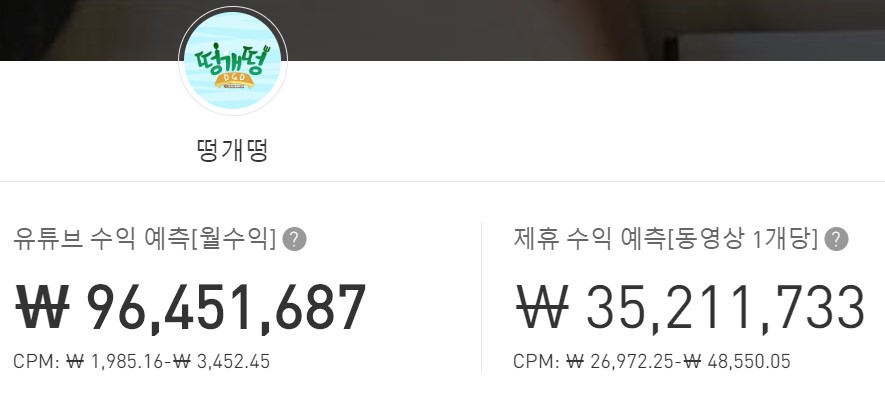 떵개떵
DGD
떵개떵
유튜브 수익 예측[월수익] ?
₩ 96,451,687
CPM: ₩ 1,985.16-₩ 3,452.45
제휴 수익 예측[동영상 1개당] ?
₩ 35,211,733
CPM: ₩ 26,972.25-₩ 48,550.05